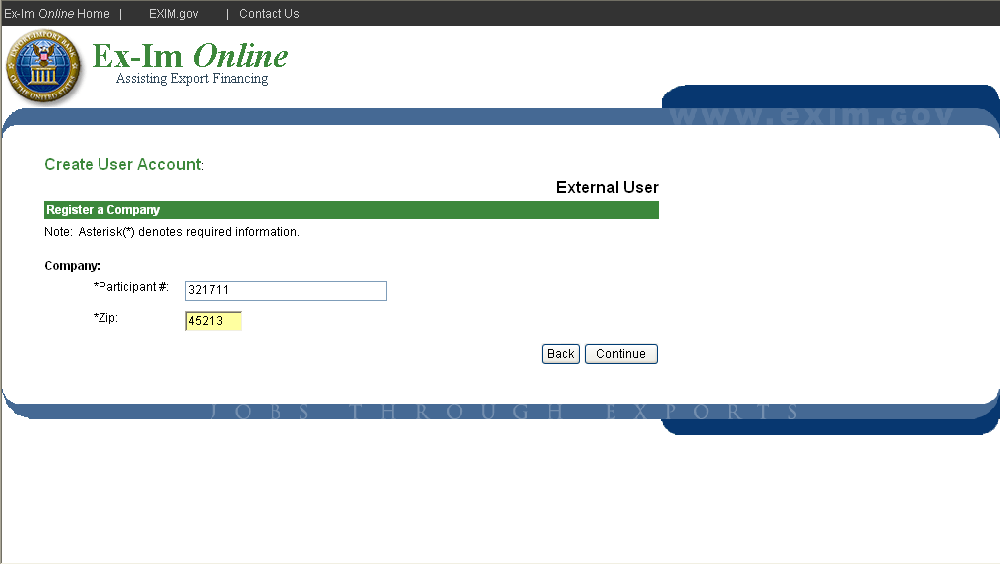 Ex-Im Online Home | EXIM.gov | Contact Us
EXPORT-IMPORT BANK
OF THE UNITED STATES
Ex-Im Online
Assisting Export Financing
www.exim.gov
Create User Account:
External User
Register a Company
Note: Asterisk(*) denotes required information.
Company:
*Participant #: 321711
*Zip: 45213
Back Continue
JOBS THROUGH EXPORTS